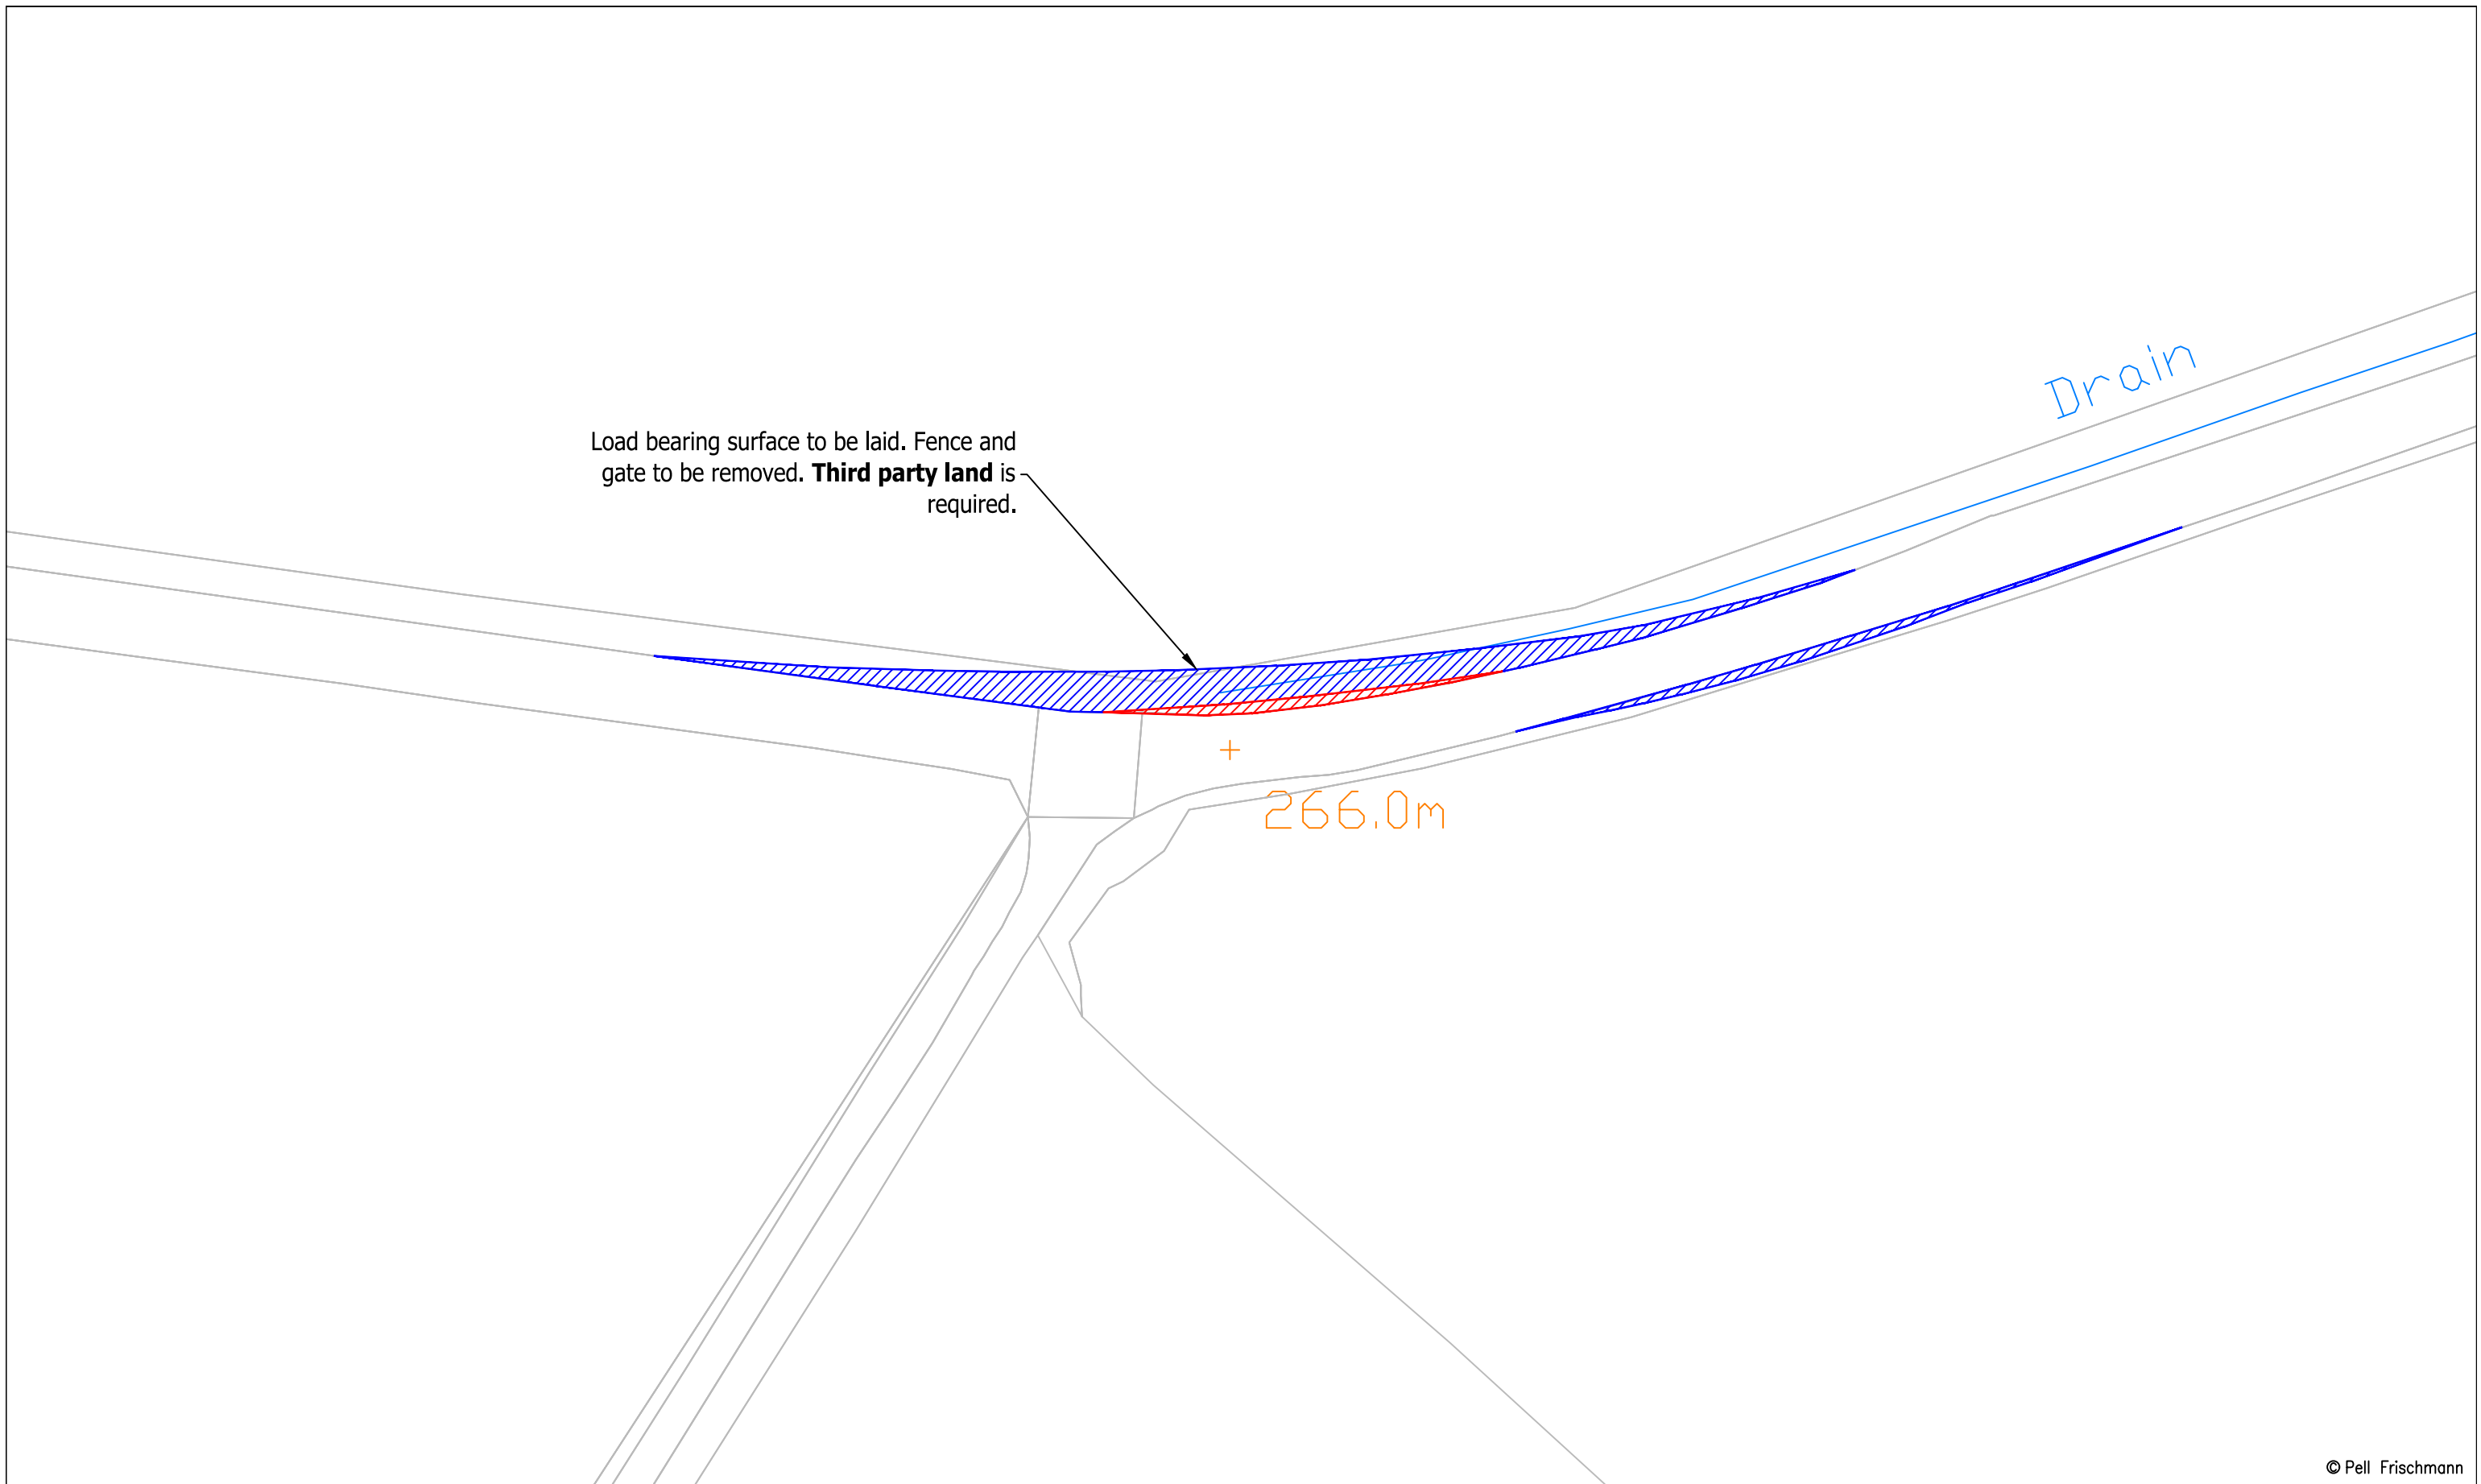 Drain
Load bearing surface to be laid. Fence and
gate to be removed. Third party land is
required.
266.0m
© Pell Frischmann